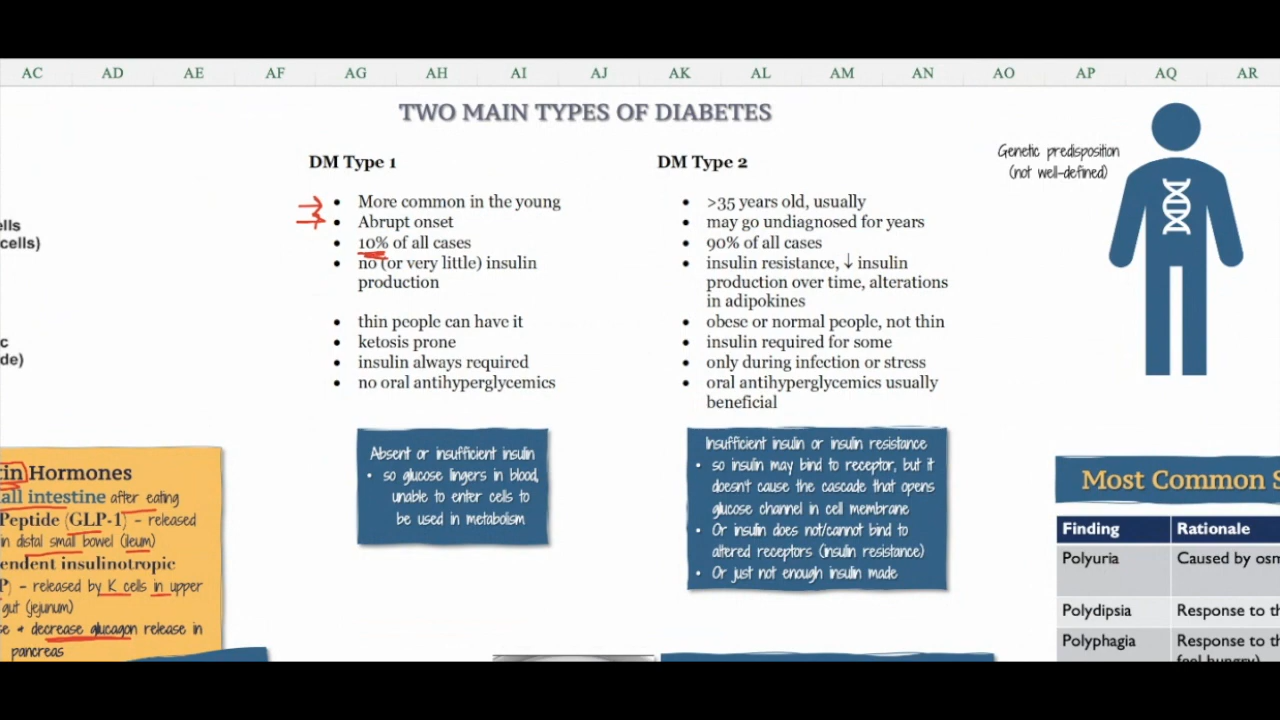 AC AD AE AF AG AH AI AJ AK AL AM AN AO AP AQ AR
TWO MAIN TYPES OF DIABETES
DM Type 1
• More common in the young
• Abrupt onset
• 10% of all cases
• no (or very little) insulin
production
• thin people can have it
• ketosis prone
• insulin always required
• no oral antihyperglycemics
Absent or insufficient insulin
• so glucose lingers in blood,
unable to enter cells to
be used in metabolism
DM Type 2
• >35 years old, usually
• may go undiagnosed for years
• 90% of all cases
• insulin resistance, ↓ insulin
production over time, alterations
in adipokines
• obese or normal people, not thin
• insulin required for some
• only during infection or stress
• oral antihyperglycemics usually
beneficial
Insufficient insulin or insulin resistance
• so insulin may bind to receptor, but it
doesn't cause the cascade that opens
glucose channel in cell membrane
• Or insulin does not/cannot bind to
altered receptors (insulin resistance)
• Or just not enough insulin made
Genetic predisposition
(not well-defined)
cells)
Hormones
intestine after eating
Peptide (GLP-1) - released
in distal small bowel (ileum)
insulinotropic
- released by K cells in upper
gut (jejunum)
+ decrease glucagon release in
pancreas
Most Common
Finding Rationale
Polyuria Caused by
Polydipsia Response to
Polyphagia Response to
feel hungry)